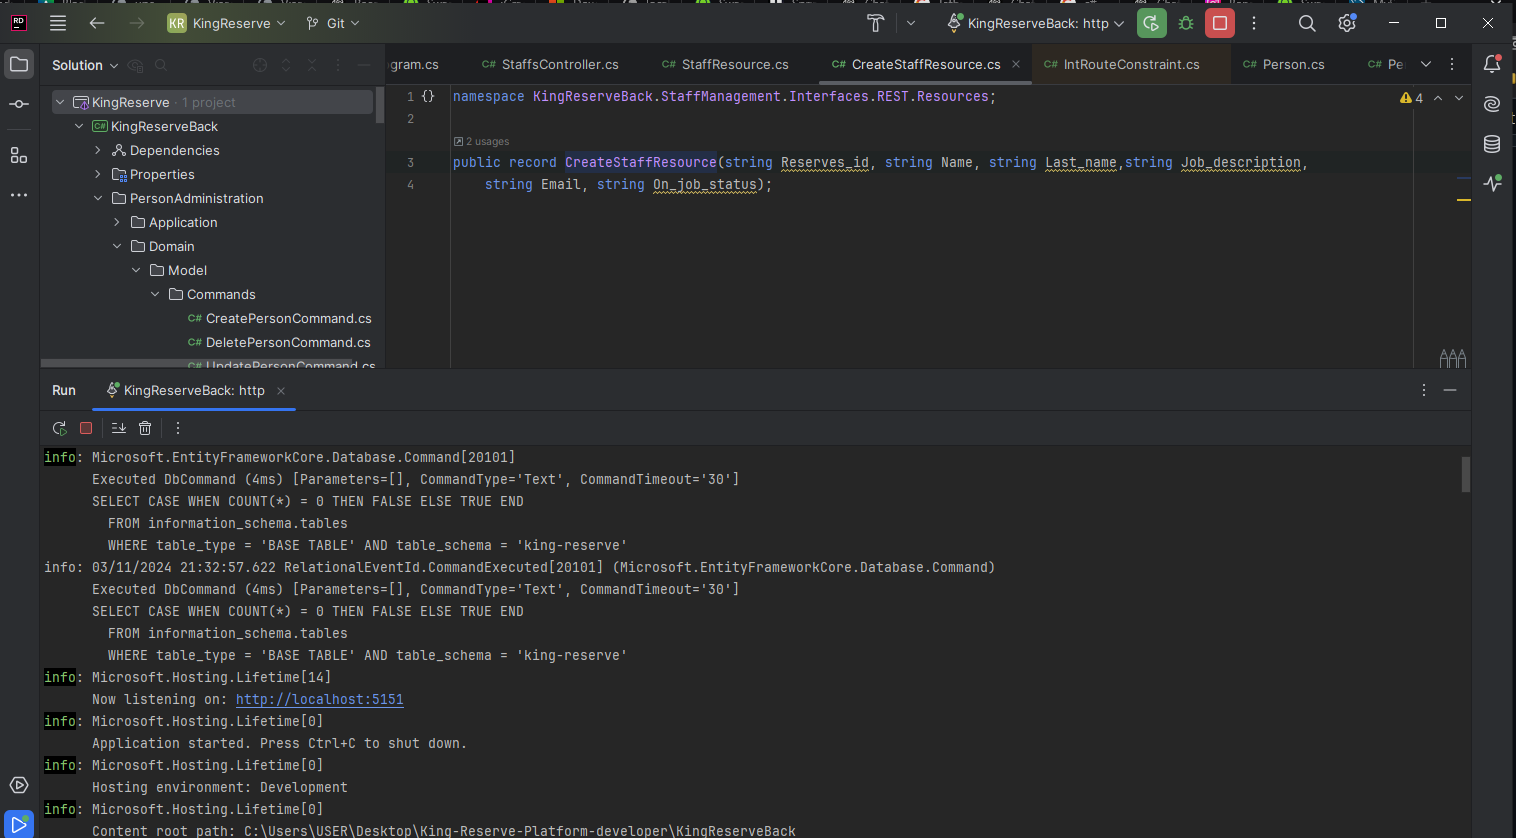 RD
KR KingReserve
Git
KingReserveBack: http
Solution
KingReserve · 1 project
C# KingReserveBack
Dependencies
Properties
PersonAdministration
Application
Domain
Model
Commands
C# CreatePersonCommand.cs
C# DeletePersonCommand.cs
C# UpdatePersonCommand.cs
gram.cs
C# StaffsController.cs
C# StaffResource.cs
C# CreateStaffResource.cs
C# IntRouteConstraint.cs
C# Person.cs
C# Pe
1 {} namespace KingReserveBack.StaffManagement.Interfaces.REST.Resources;
4
2
2 usages
3 public record CreateStaffResource(string Reserves_id, string Name, string Last_name,string Job_description,
4 string Email, string On_job_status);
Run
KingReserveBack: http
info: Microsoft.EntityFrameworkCore.Database.Command[20101]
Executed DbCommand (4ms) [Parameters=[], CommandType='Text', CommandTimeout='30']
SELECT CASE WHEN COUNT(*) = 0 THEN FALSE ELSE TRUE END
FROM information_schema.tables
WHERE table_type = 'BASE TABLE' AND table_schema = 'king-reserve'
info: 03/11/2024 21:32:57.622 RelationalEventId.CommandExecuted[20101] (Microsoft.EntityFrameworkCore.Database.Command)
Executed DbCommand (4ms) [Parameters=[], CommandType='Text', CommandTimeout='30']
SELECT CASE WHEN COUNT(*) = 0 THEN FALSE ELSE TRUE END
FROM information_schema.tables
WHERE table_type = 'BASE TABLE' AND table_schema = 'king-reserve'
info: Microsoft.Hosting.Lifetime[14]
Now listening on: http://localhost:5151
info: Microsoft.Hosting.Lifetime[0]
Application started. Press Ctrl+C to shut down.
info: Microsoft.Hosting.Lifetime[0]
Hosting environment: Development
info: Microsoft.Hosting.Lifetime[0]
Content root path: C:\Users\USER\Desktop\King-Reserve-Platform-developer\KingReserveBack